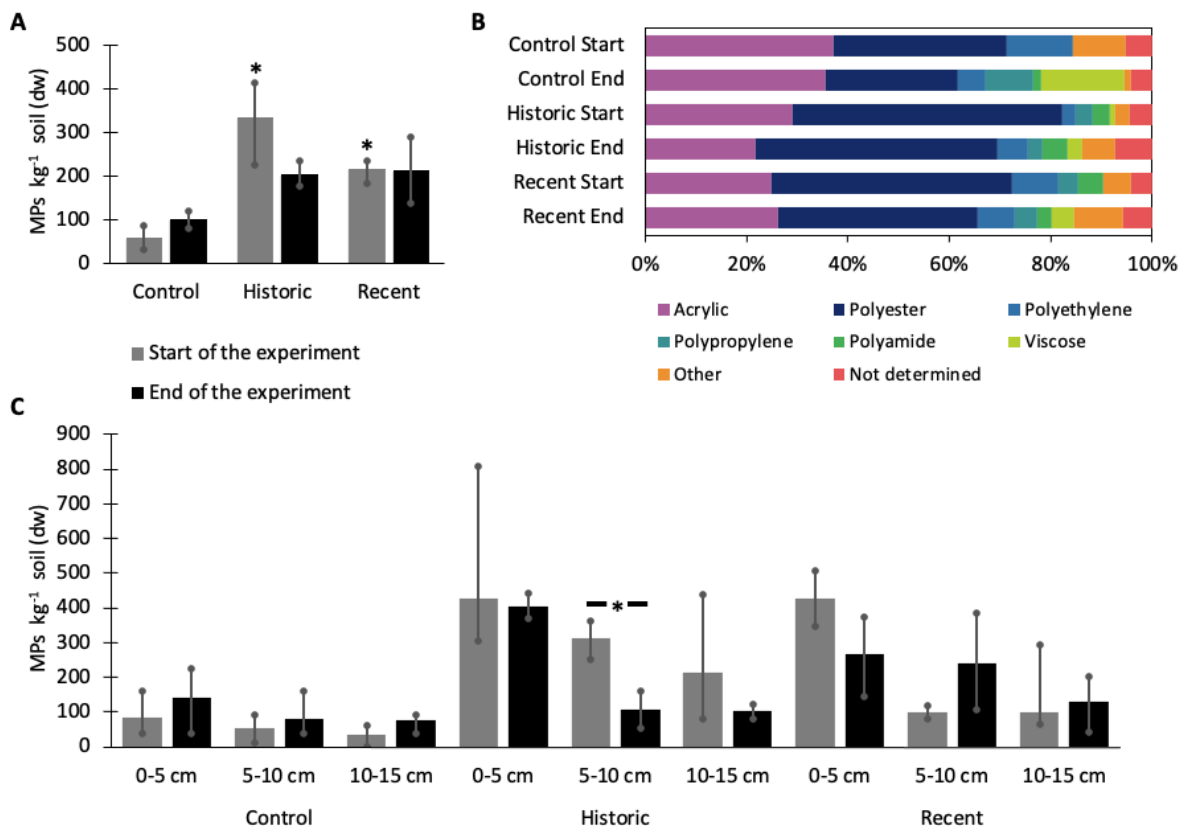 A
500
400
300
200
100
0
MPs kg⁻¹ soil (dw)
*
*
Control Historic Recent
Start of the experiment
End of the experiment
B
Control Start
Control End
Historic Start
Historic End
Recent Start
Recent End
0% 20% 40% 60% 80% 100%
Acrylic Polyester Polyethylene
Polypropylene Polyamide Viscose
Other Not determined
C
900
800
700
600
500
400
300
200
100
0
MPs kg⁻¹ soil (dw)
*
0-5 cm 5-10 cm 10-15 cm 0-5 cm 5-10 cm 10-15 cm 0-5 cm 5-10 cm 10-15 cm
Control Historic Recent